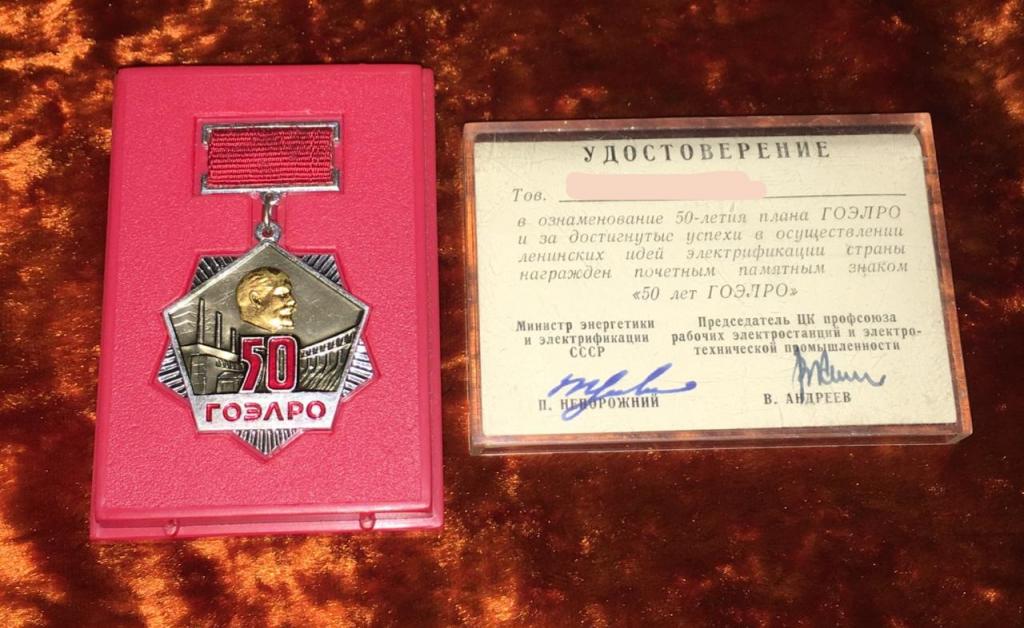 50
ГОЭЛРО
УДОСТОВЕРЕНИЕ
Тов.
в ознаменование 50-летия плана ГОЭЛРО
и за достигнутые успехи в осуществлении
ленинских идей электрификации страны
награжден почетным памятным знаком
«50 лет ГОЭЛРО»
Министр энергетики
и электрификации
СССР
П. НЕПОРОЖНИЙ
Председатель ЦК профсоюза
рабочих электростанций и электро-
технической промышленности
В. АНДРЕЕВ